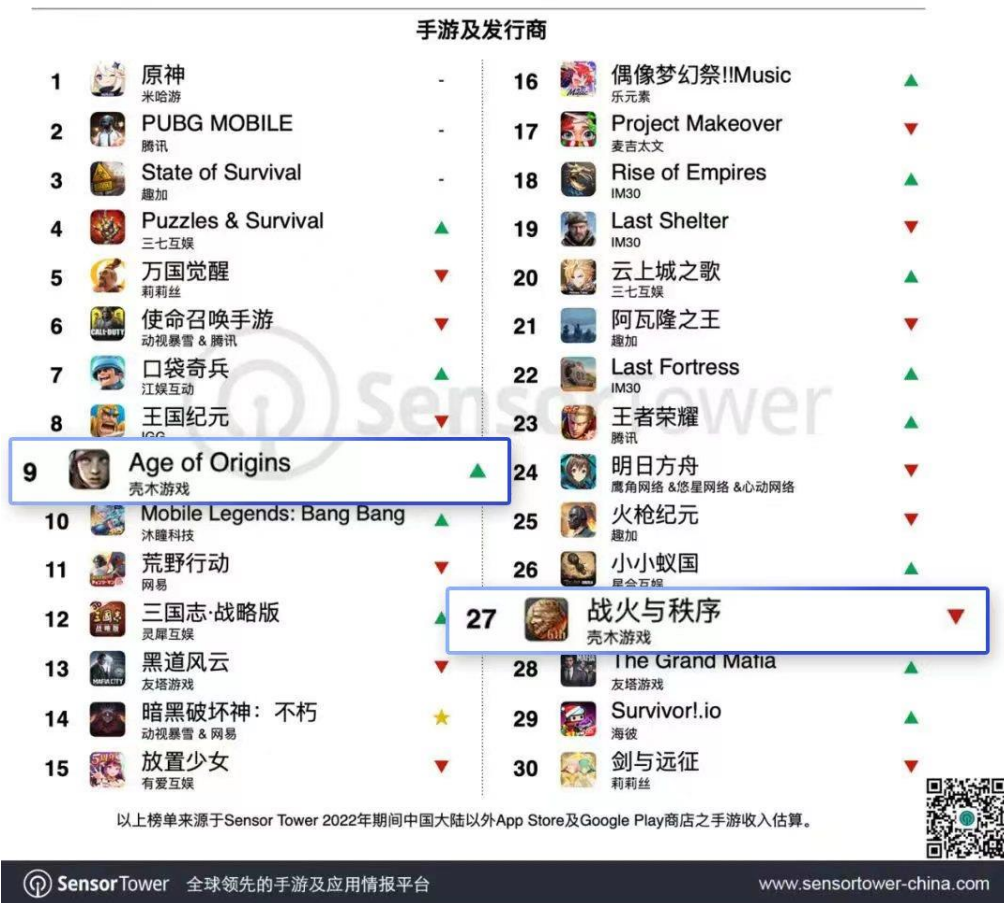 手游及发行商
1
原神
米哈游
-
2
PUBG MOBILE
腾讯
-
3
State of Survival
趣加
-
4
Puzzles & Survival
三七互娱
5
万国觉醒
莉莉丝
6
使命召唤手游
动视暴雪 & 腾讯
7
口袋奇兵
江娱互动
8
王国纪元
IGG
9
Age of Origins
壳木游戏
10
Mobile Legends: Bang Bang
沐瞳科技
11
荒野行动
网易
12
三国志·战略版
灵犀互娱
13
黑道风云
友塔游戏
14
暗黑破坏神：不朽
动视暴雪 & 网易
15
放置少女
有爱互娱
16
偶像梦幻祭!!Music
乐元素
17
Project Makeover
麦吉太文
18
Rise of Empires
IM30
19
Last Shelter
IM30
20
云上城之歌
三七互娱
21
阿瓦隆之王
趣加
22
Last Fortress
IM30
23
王者荣耀
腾讯
24
明日方舟
鹰角网络 &悠星网络 &心动网络
25
火枪纪元
趣加
26
小小蚁国
星合互娱
27
战火与秩序
壳木游戏
28
The Grand Mafia
友塔游戏
29
Survivor!.io
海彼
30
剑与远征
莉莉丝
SensorTower
以上榜单来源于Sensor Tower 2022年期间中国大陆以外App Store及Google Play商店之手游收入估算。
SensorTower 全球领先的手游及应用情报平台
www.sensortower-china.com